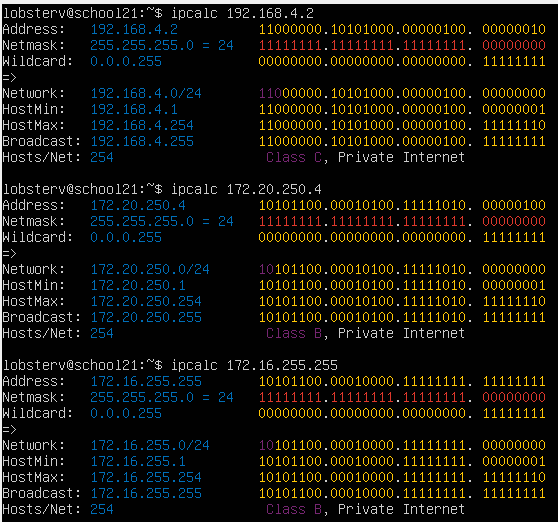 lobsterv@school21:~$ ipcalc 192.168.4.2
Address:   192.168.4.2          11000000.10101000.00000100. 00000010
Netmask:   255.255.255.0 = 24   11111111.11111111.11111111. 00000000
Wildcard:  0.0.0.255            00000000.00000000.00000000. 11111111
=>
Network:   192.168.4.0/24       11000000.10101000.00000100. 00000000
HostMin:   192.168.4.1          11000000.10101000.00000100. 00000001
HostMax:   192.168.4.254        11000000.10101000.00000100. 11111110
Broadcast: 192.168.4.255        11000000.10101000.00000100. 11111111
Hosts/Net: 254                   Class C, Private Internet
lobsterv@school21:~$ ipcalc 172.20.250.4
Address:   172.20.250.4         10101100.00010100.11111010. 00000100
Netmask:   255.255.255.0 = 24   11111111.11111111.11111111. 00000000
Wildcard:  0.0.0.255            00000000.00000000.00000000. 11111111
=>
Network:   172.20.250.0/24      10101100.00010100.11111010. 00000000
HostMin:   172.20.250.1         10101100.00010100.11111010. 00000001
HostMax:   172.20.250.254       10101100.00010100.11111010. 11111110
Broadcast: 172.20.250.255       10101100.00010100.11111010. 11111111
Hosts/Net: 254                   Class B, Private Internet
lobsterv@school21:~$ ipcalc 172.16.255.255
Address:   172.16.255.255       10101100.00010000.11111111. 11111111
Netmask:   255.255.255.0 = 24   11111111.11111111.11111111. 00000000
Wildcard:  0.0.0.255            00000000.00000000.00000000. 11111111
=>
Network:   172.16.255.0/24      10101100.00010000.11111111. 00000000
HostMin:   172.16.255.1         10101100.00010000.11111111. 00000001
HostMax:   172.16.255.254       10101100.00010000.11111111. 11111110
Broadcast: 172.16.255.255       10101100.00010000.11111111. 11111111
Hosts/Net: 254                   Class B, Private Internet